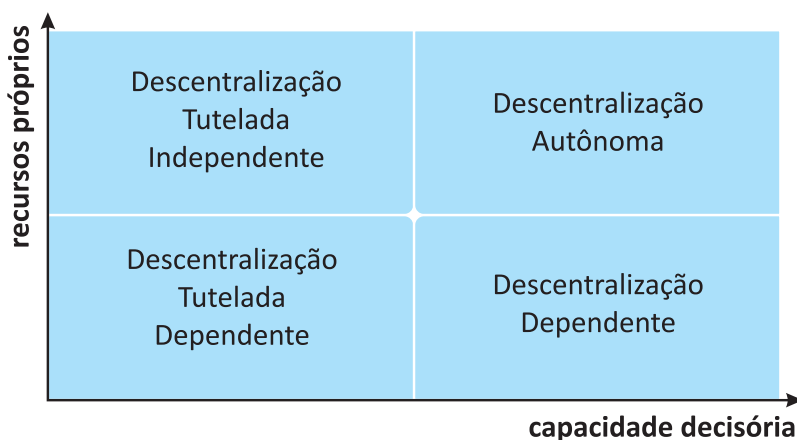 recursos próprios
Descentralização
Tutelada
Independente
Descentralização
Autônoma
Descentralização
Tutelada
Dependente
Descentralização
Dependente
capacidade decisória